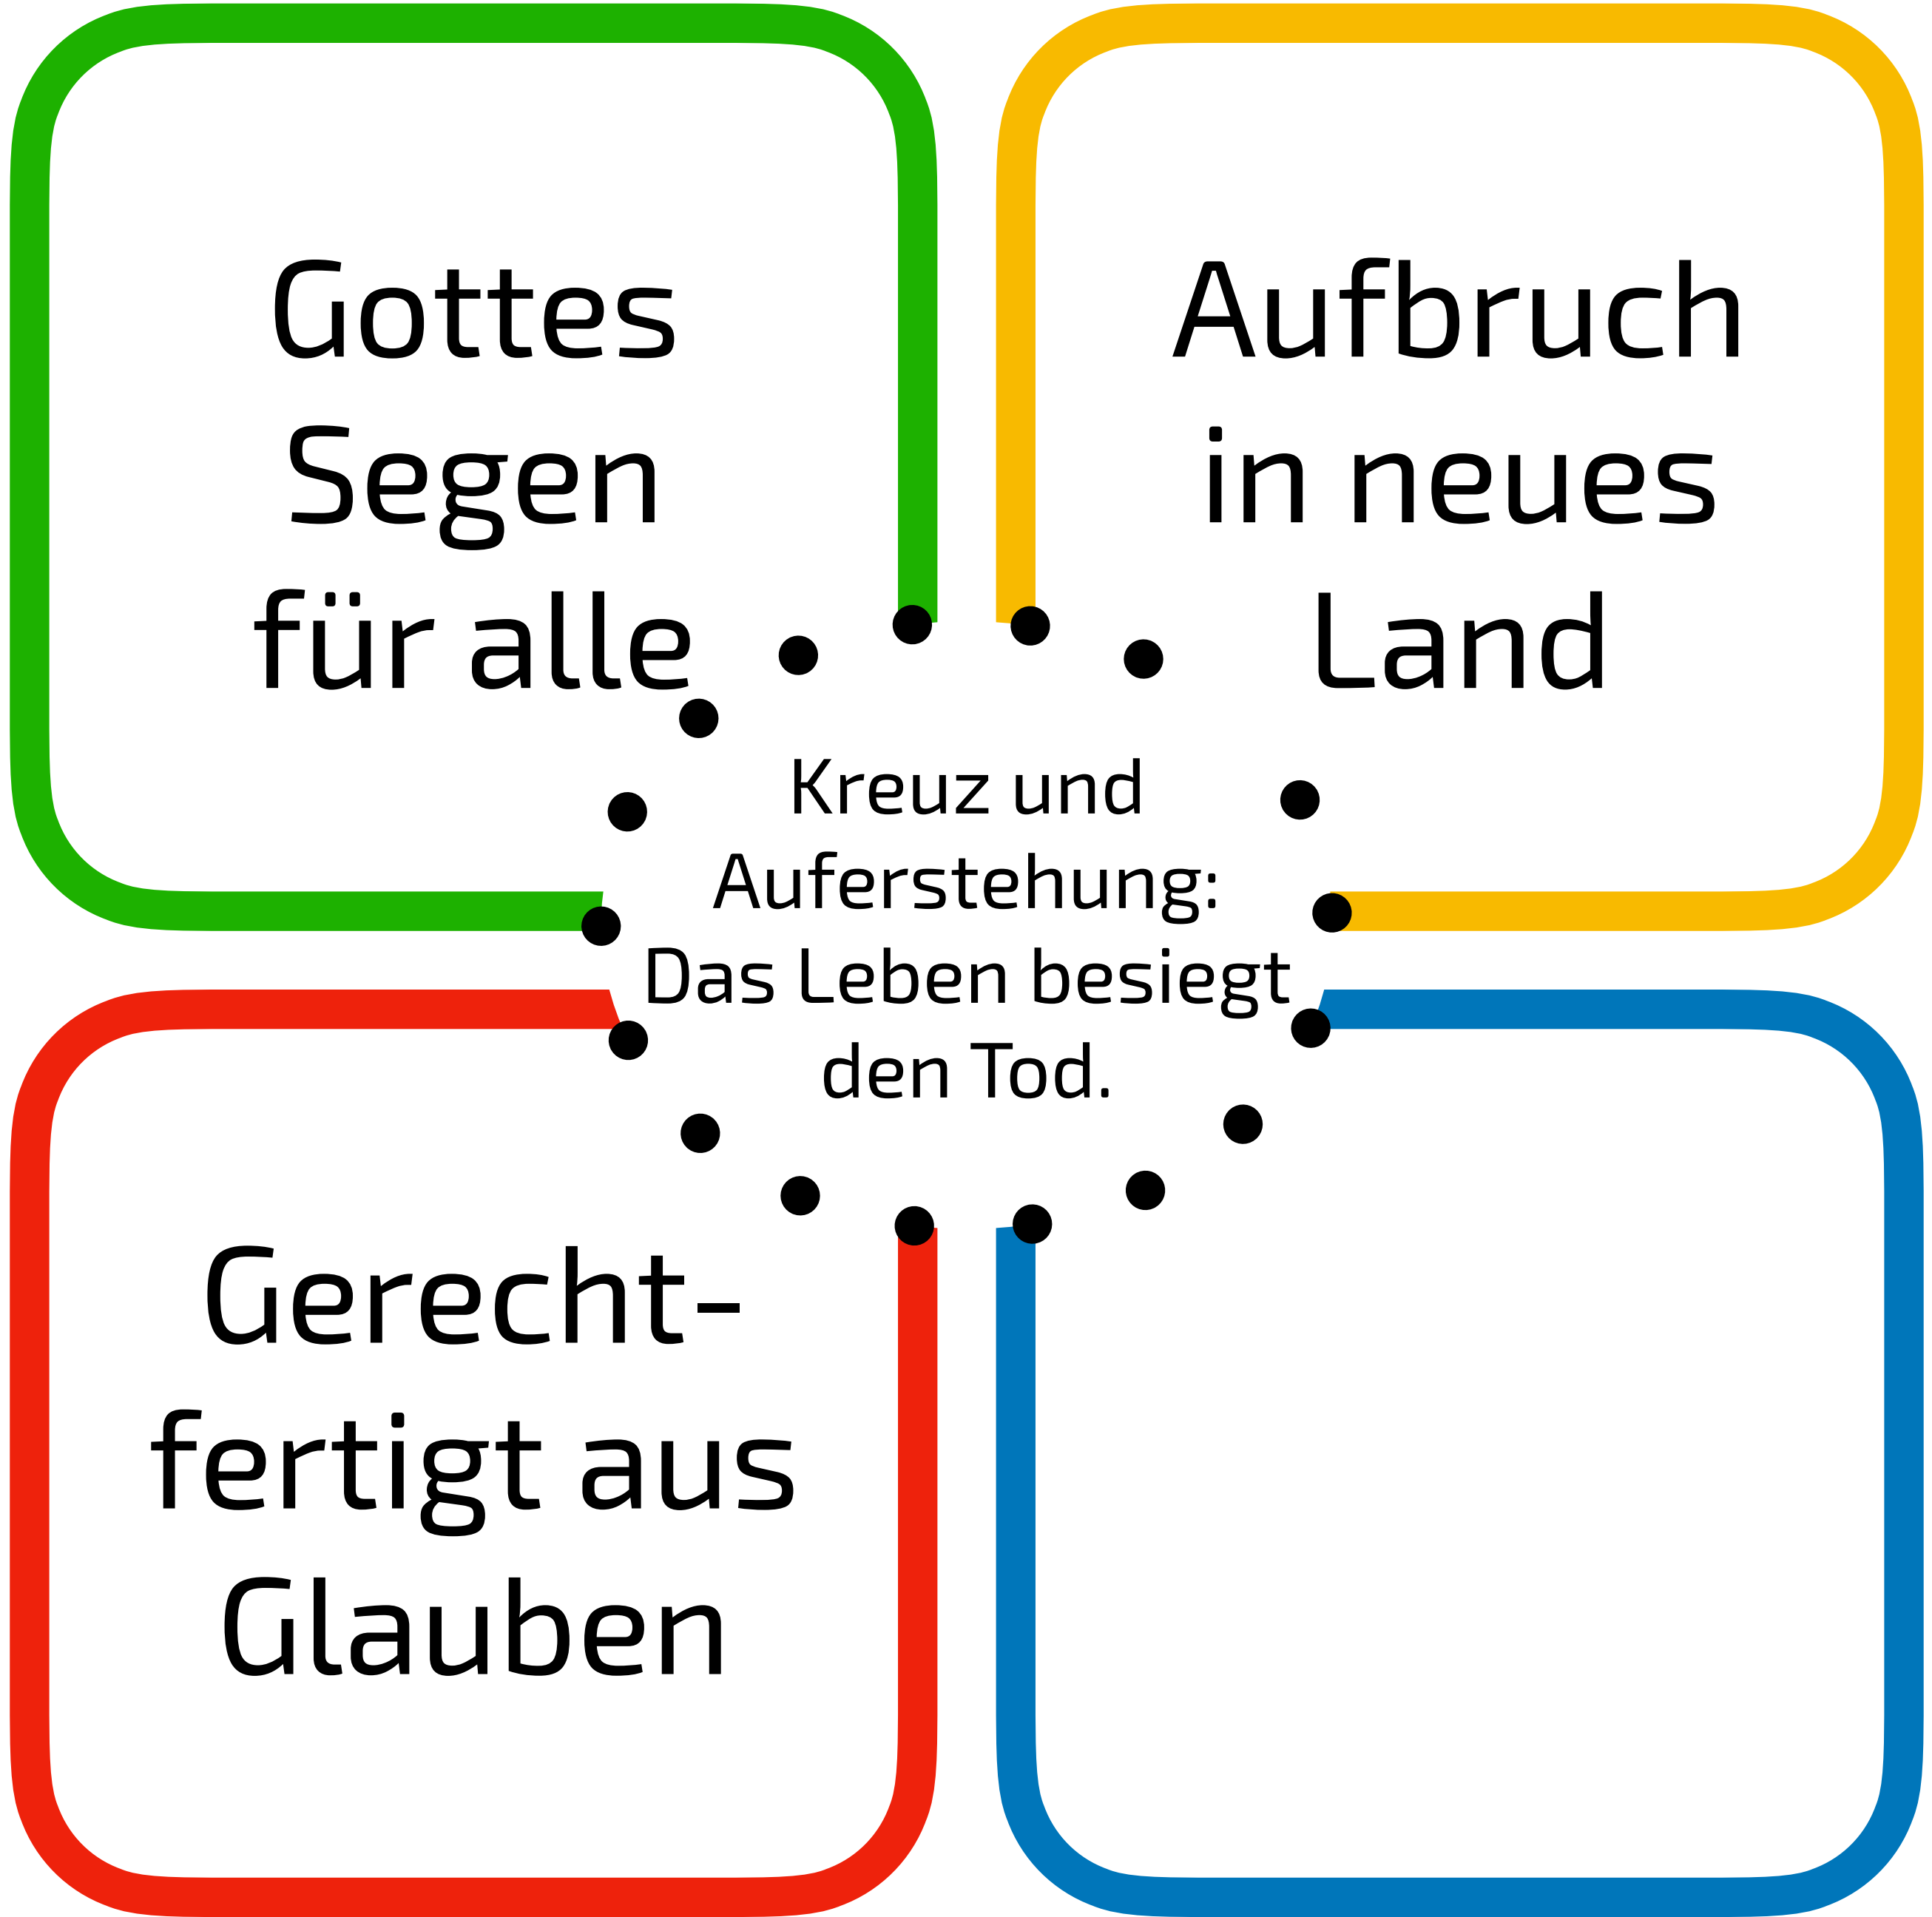 Gottes
Segen
für alle
Aufbruch
in neues
Land
Kreuz und
Auferstehung:
Das Leben besiegt
den Tod.
Gerecht-
fertigt aus
Glauben